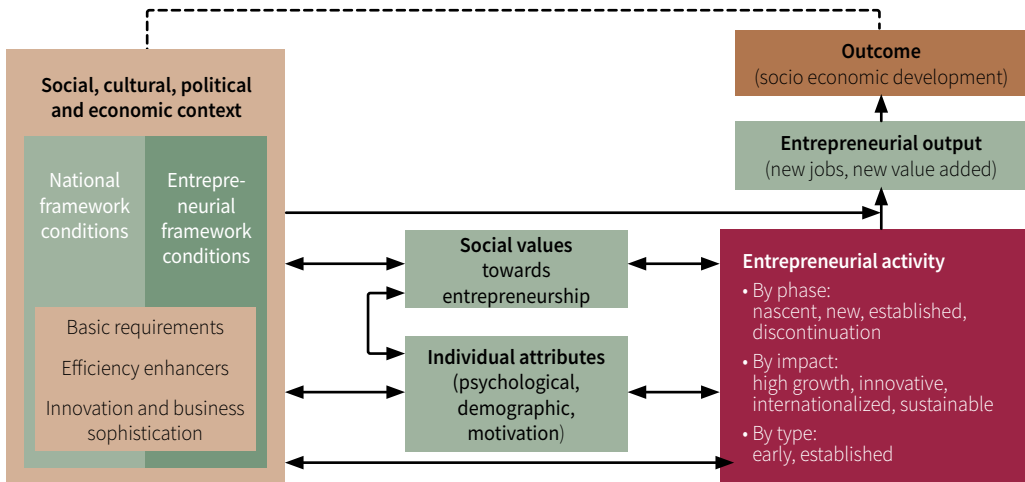 Social, cultural, political
and economic context
National
framework
conditions
Entrepre-
neurial
framework
conditions
Basic requirements
Efficiency enhancers
Innovation and business
sophistication
Social values
towards
entrepreneurship
Individual attributes
(psychological,
demographic,
motivation)
Outcome
(socio economic development)
Entrepreneurial output
(new jobs, new value added)
Entrepreneurial activity
• By phase:
nascent, new, established,
discontinuation
• By impact:
high growth, innovative,
internationalized, sustainable
• By type:
early, established